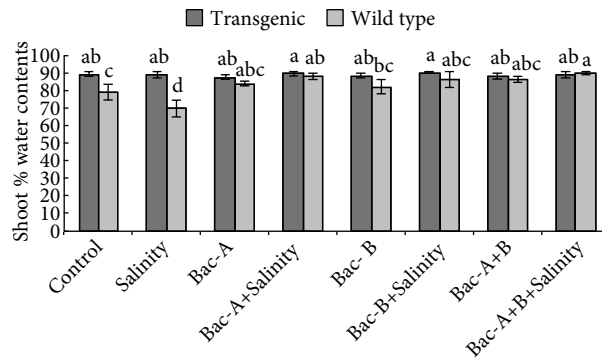 Transgenic Wild type
Shoot % water contents
100
90
80
70
60
50
40
30
20
10
0
ab c ab d ab abc a ab ab bc a abc ab abc ab a
Control
Salinity
Bac-A
Bac-A+Salinity
Bac- B
Bac-B+Salinity
Bac-A+B
Bac-A+B+Salinity